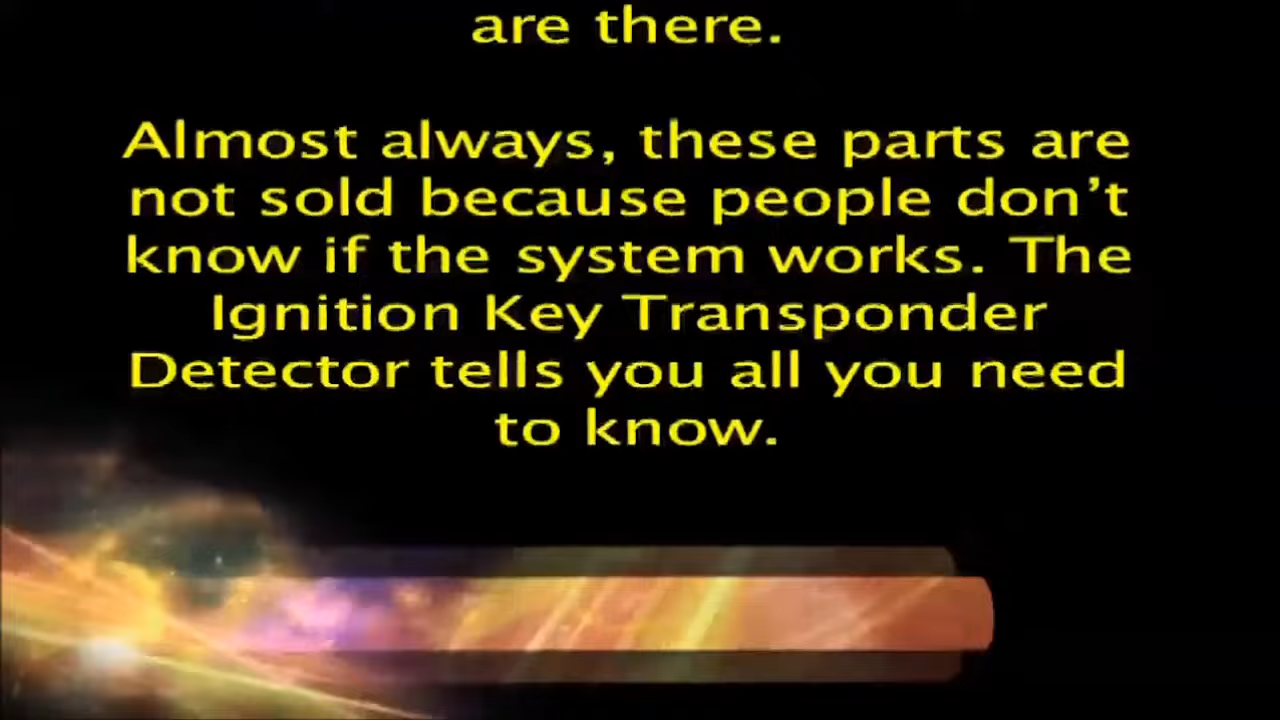 are there.
Almost always, these parts are
not sold because people don’t
know if the system works. The
Ignition Key Transponder
Detector tells you all you need
to know.